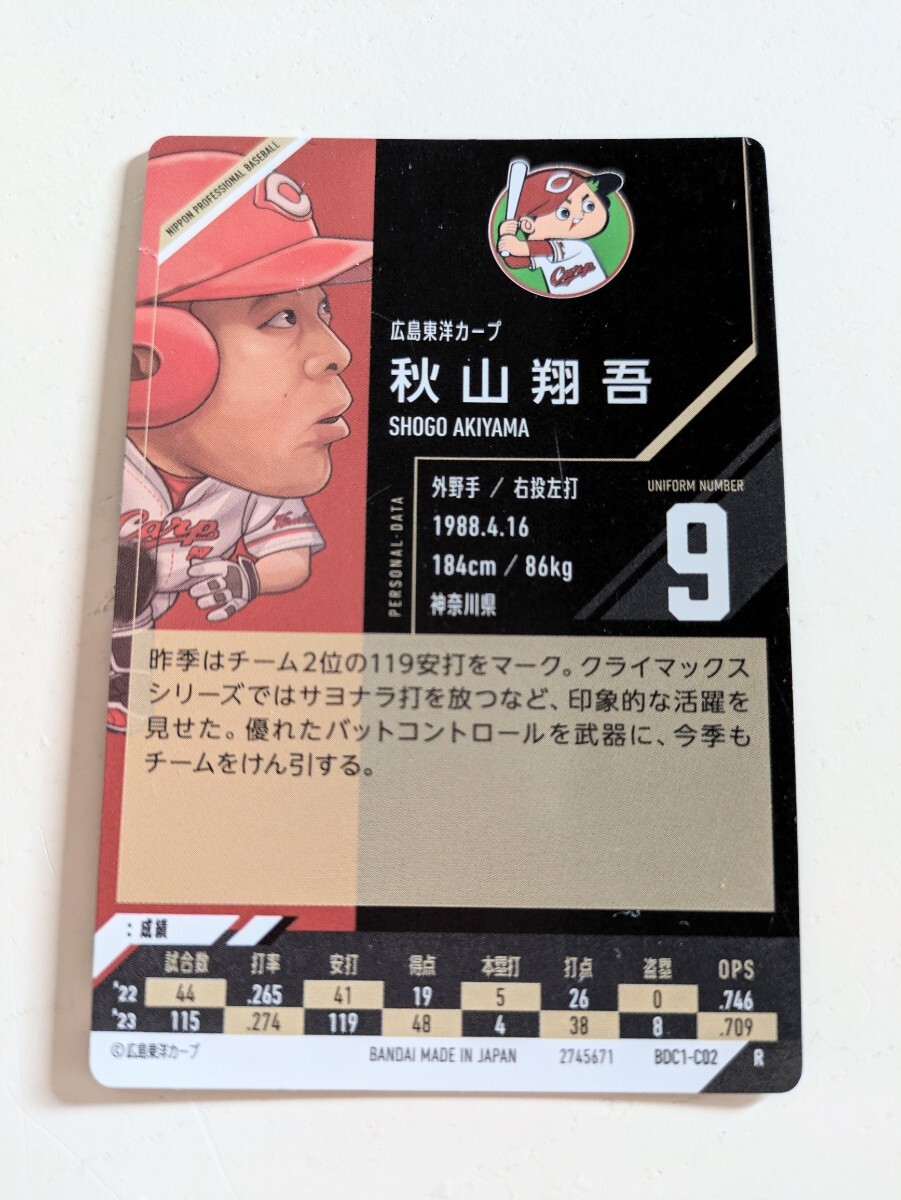 NIPPON PROFESSIONAL BASEBALL
C
C
Carp
広島東洋カープ
秋山翔吾
SHOGO AKIYAMA
Carp
PERSONAL・DATA
外野手 / 右投左打
1988.4.16
184cm / 86kg
神奈川県
UNIFORM NUMBER
9
昨季はチーム2位の119安打をマーク。クライマックス
シリーズではサヨナラ打を放つなど、印象的な活躍を
見せた。優れたバットコントロールを武器に、今季も
チームをけん引する。
: 成績
試合数 打率 安打 得点 本塁打 打点 盗塁 OPS
'22 44 .265 41 19 5 26 0 .746
'23 115 .274 119 48 4 38 8 .709
©広島東洋カープ BANDAI MADE IN JAPAN 2745671 BDC1-C02 R